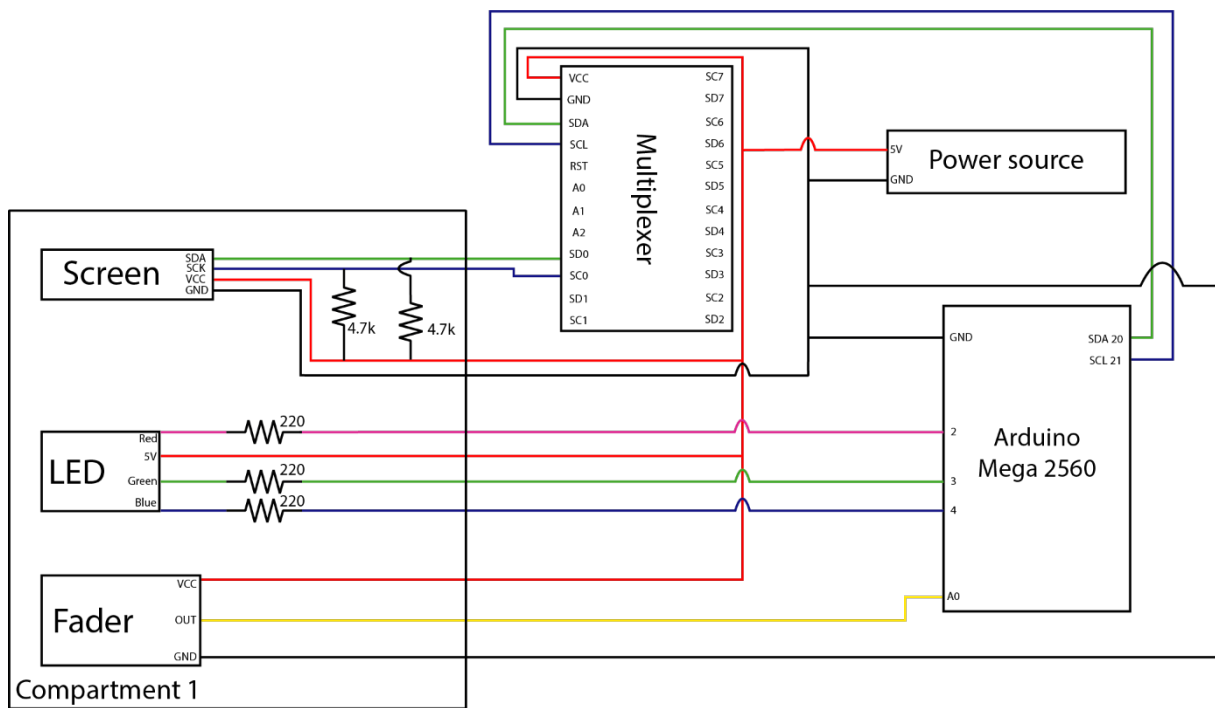 VCC
GND
SDA
SCL
RST
A0
A1
A2
SD0
SC0
SD1
SC1
Multiplexer
SC7
SD7
SC6
SD6
SC5
SD5
SC4
SD4
SC3
SD3
SC2
SD2
5V
GND
Power source
Screen
SDA
SCK
VCC
GND
4.7k
4.7k
GND
2
3
4
A0
SDA 20
SCL 21
Arduino
Mega 2560
LED
Red
5V
Green
Blue
220
220
220
Fader
VCC
OUT
GND
Compartment 1